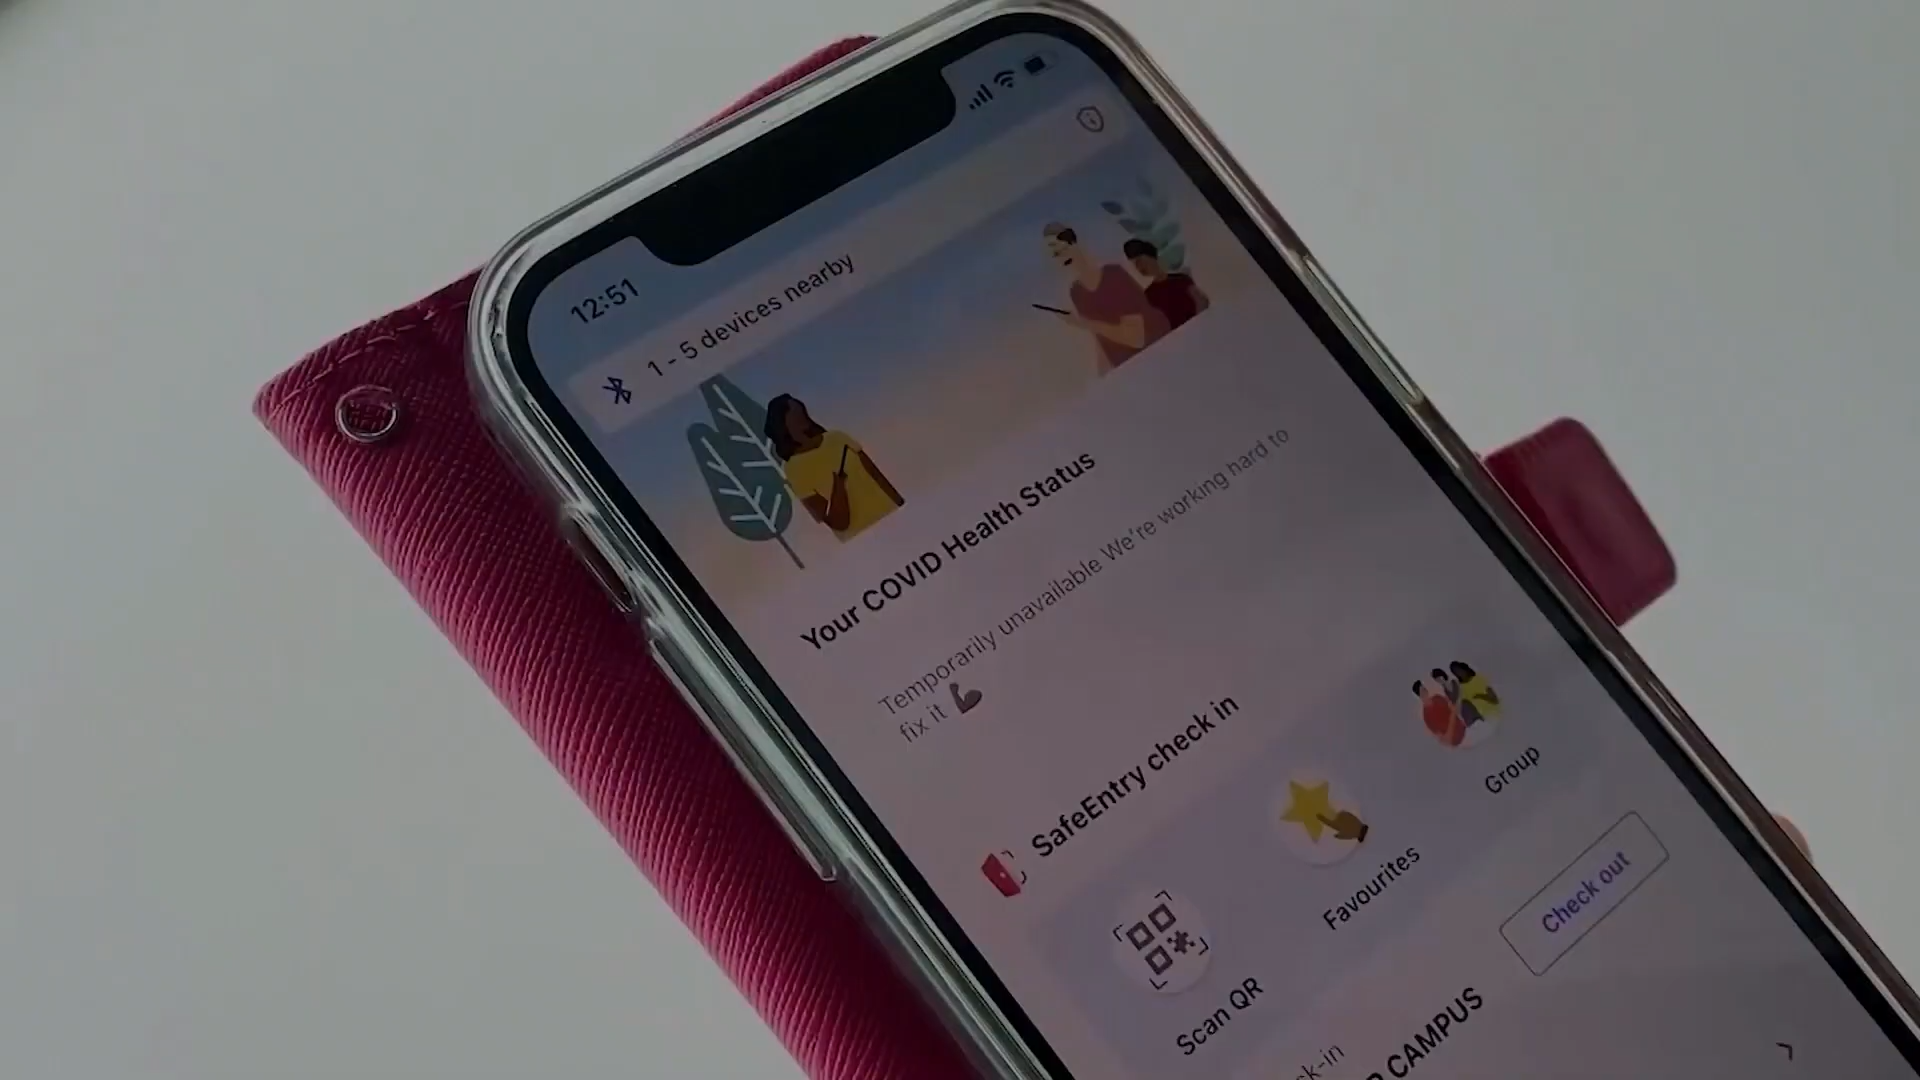 12:51
1 - 5 devices nearby
Your COVID Health Status
Temporarily unavailable We're working hard to
fix it 💪🏿
SafeEntry check in
Scan QR
Favourites
Group
Check out
CAMPUS